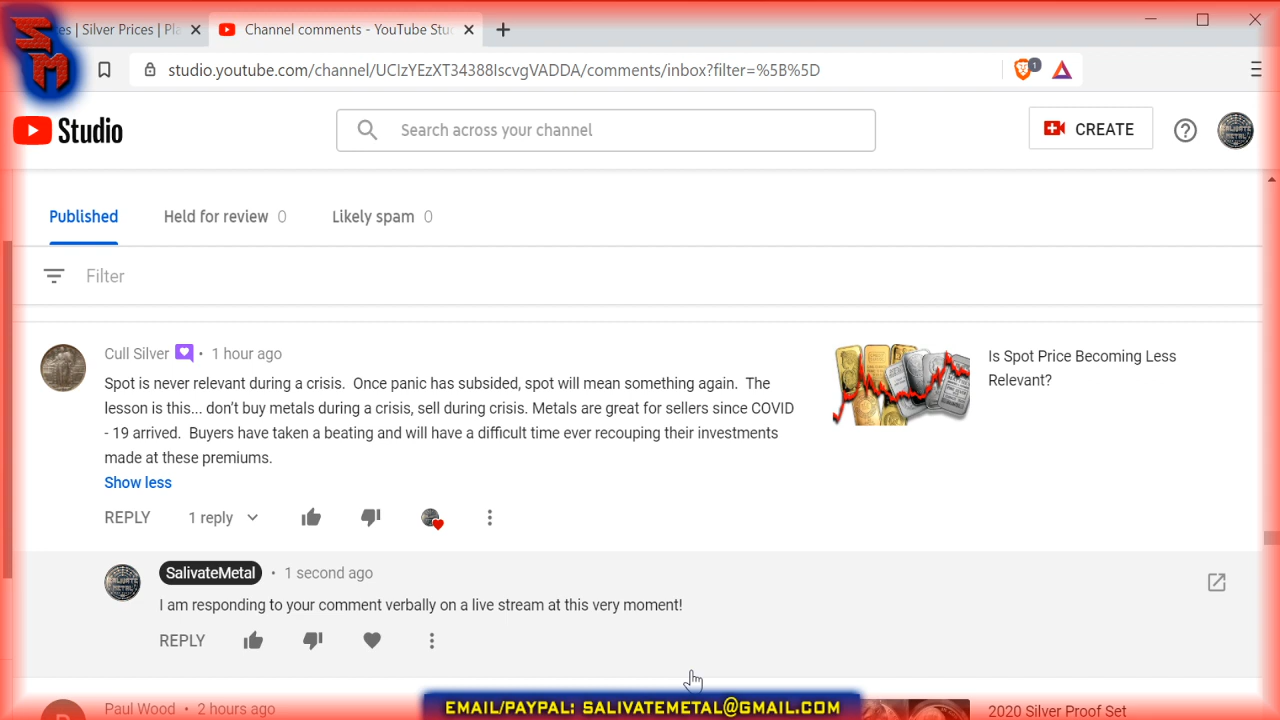 SM
es | Silver Prices | Pla
Channel comments - YouTube Stu
studio.youtube.com/channel/UCIzYEzXT34388IscvgVADDA/comments/inbox?filter=%5B%5D
1
Studio
Search across your channel
CREATE
Published
Held for review 0
Likely spam 0
Filter
Cull Silver • 1 hour ago
Spot is never relevant during a crisis. Once panic has subsided, spot will mean something again. The
lesson is this... don't buy metals during a crisis, sell during crisis. Metals are great for sellers since COVID
- 19 arrived. Buyers have taken a beating and will have a difficult time ever recouping their investments
made at these premiums.
Show less
REPLY 1 reply
Is Spot Price Becoming Less
Relevant?
SalivateMetal • 1 second ago
I am responding to your comment verbally on a live stream at this very moment!
REPLY
Paul Wood • 2 hours ago
2020 Silver Proof Set
EMAIL/PAYPAL: SALIVATEMETAL@GMAIL.COM